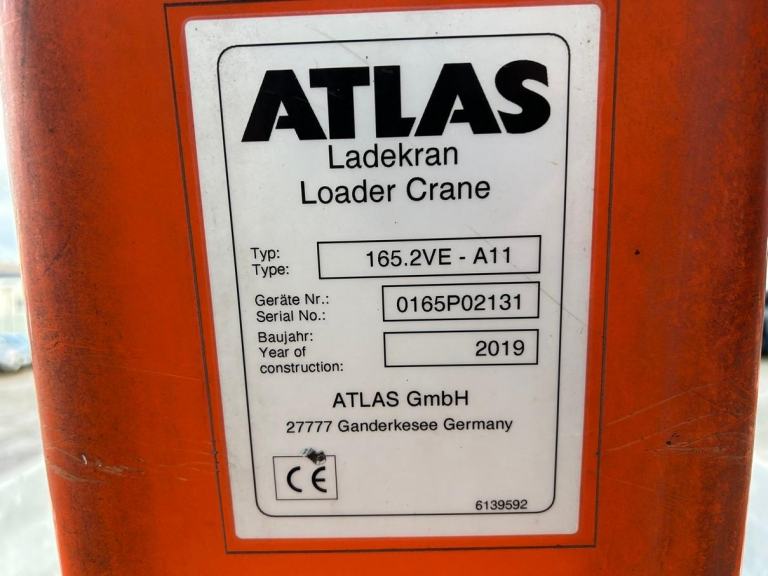 ATLAS
Ladekran
Loader Crane
Typ:
Type:
165.2VE - A11
Geräte Nr.:
Serial No.:
0165P02131
Baujahr:
Year of
construction:
2019
ATLAS GmbH
27777 Ganderkesee Germany
CE
6139592